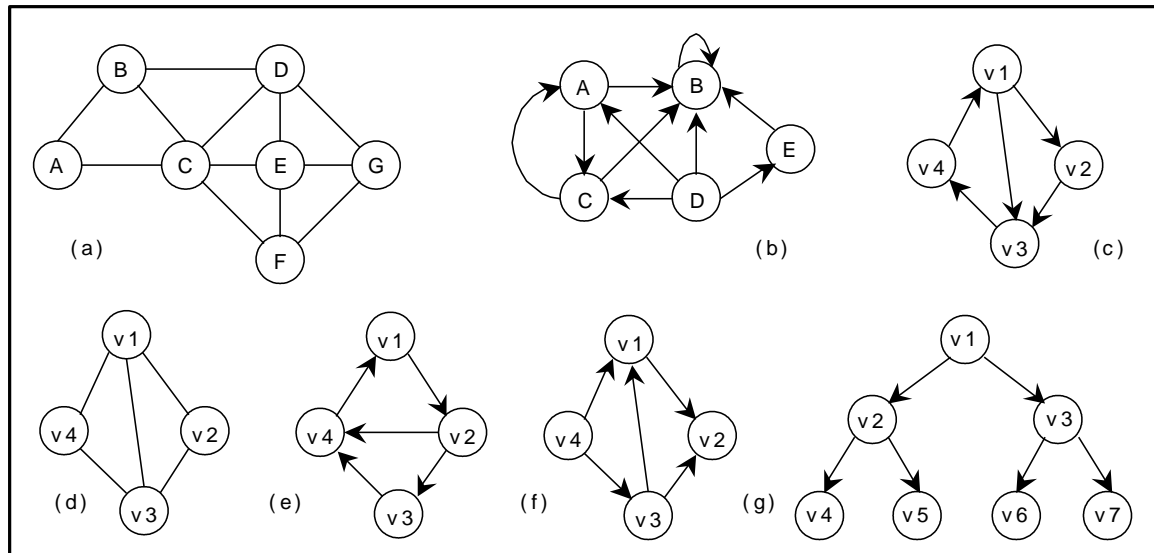 B D
A C E G
F
(a)
A B
E
C D
(b)
v1
v4 v2
v3
(c)
v1
v4 v2
v3
(d)
v1
v4 v2
v3
(e)
v1
v4 v2
v3
(f)
v1
v2 v3
v4 v5 v6 v7
(g)